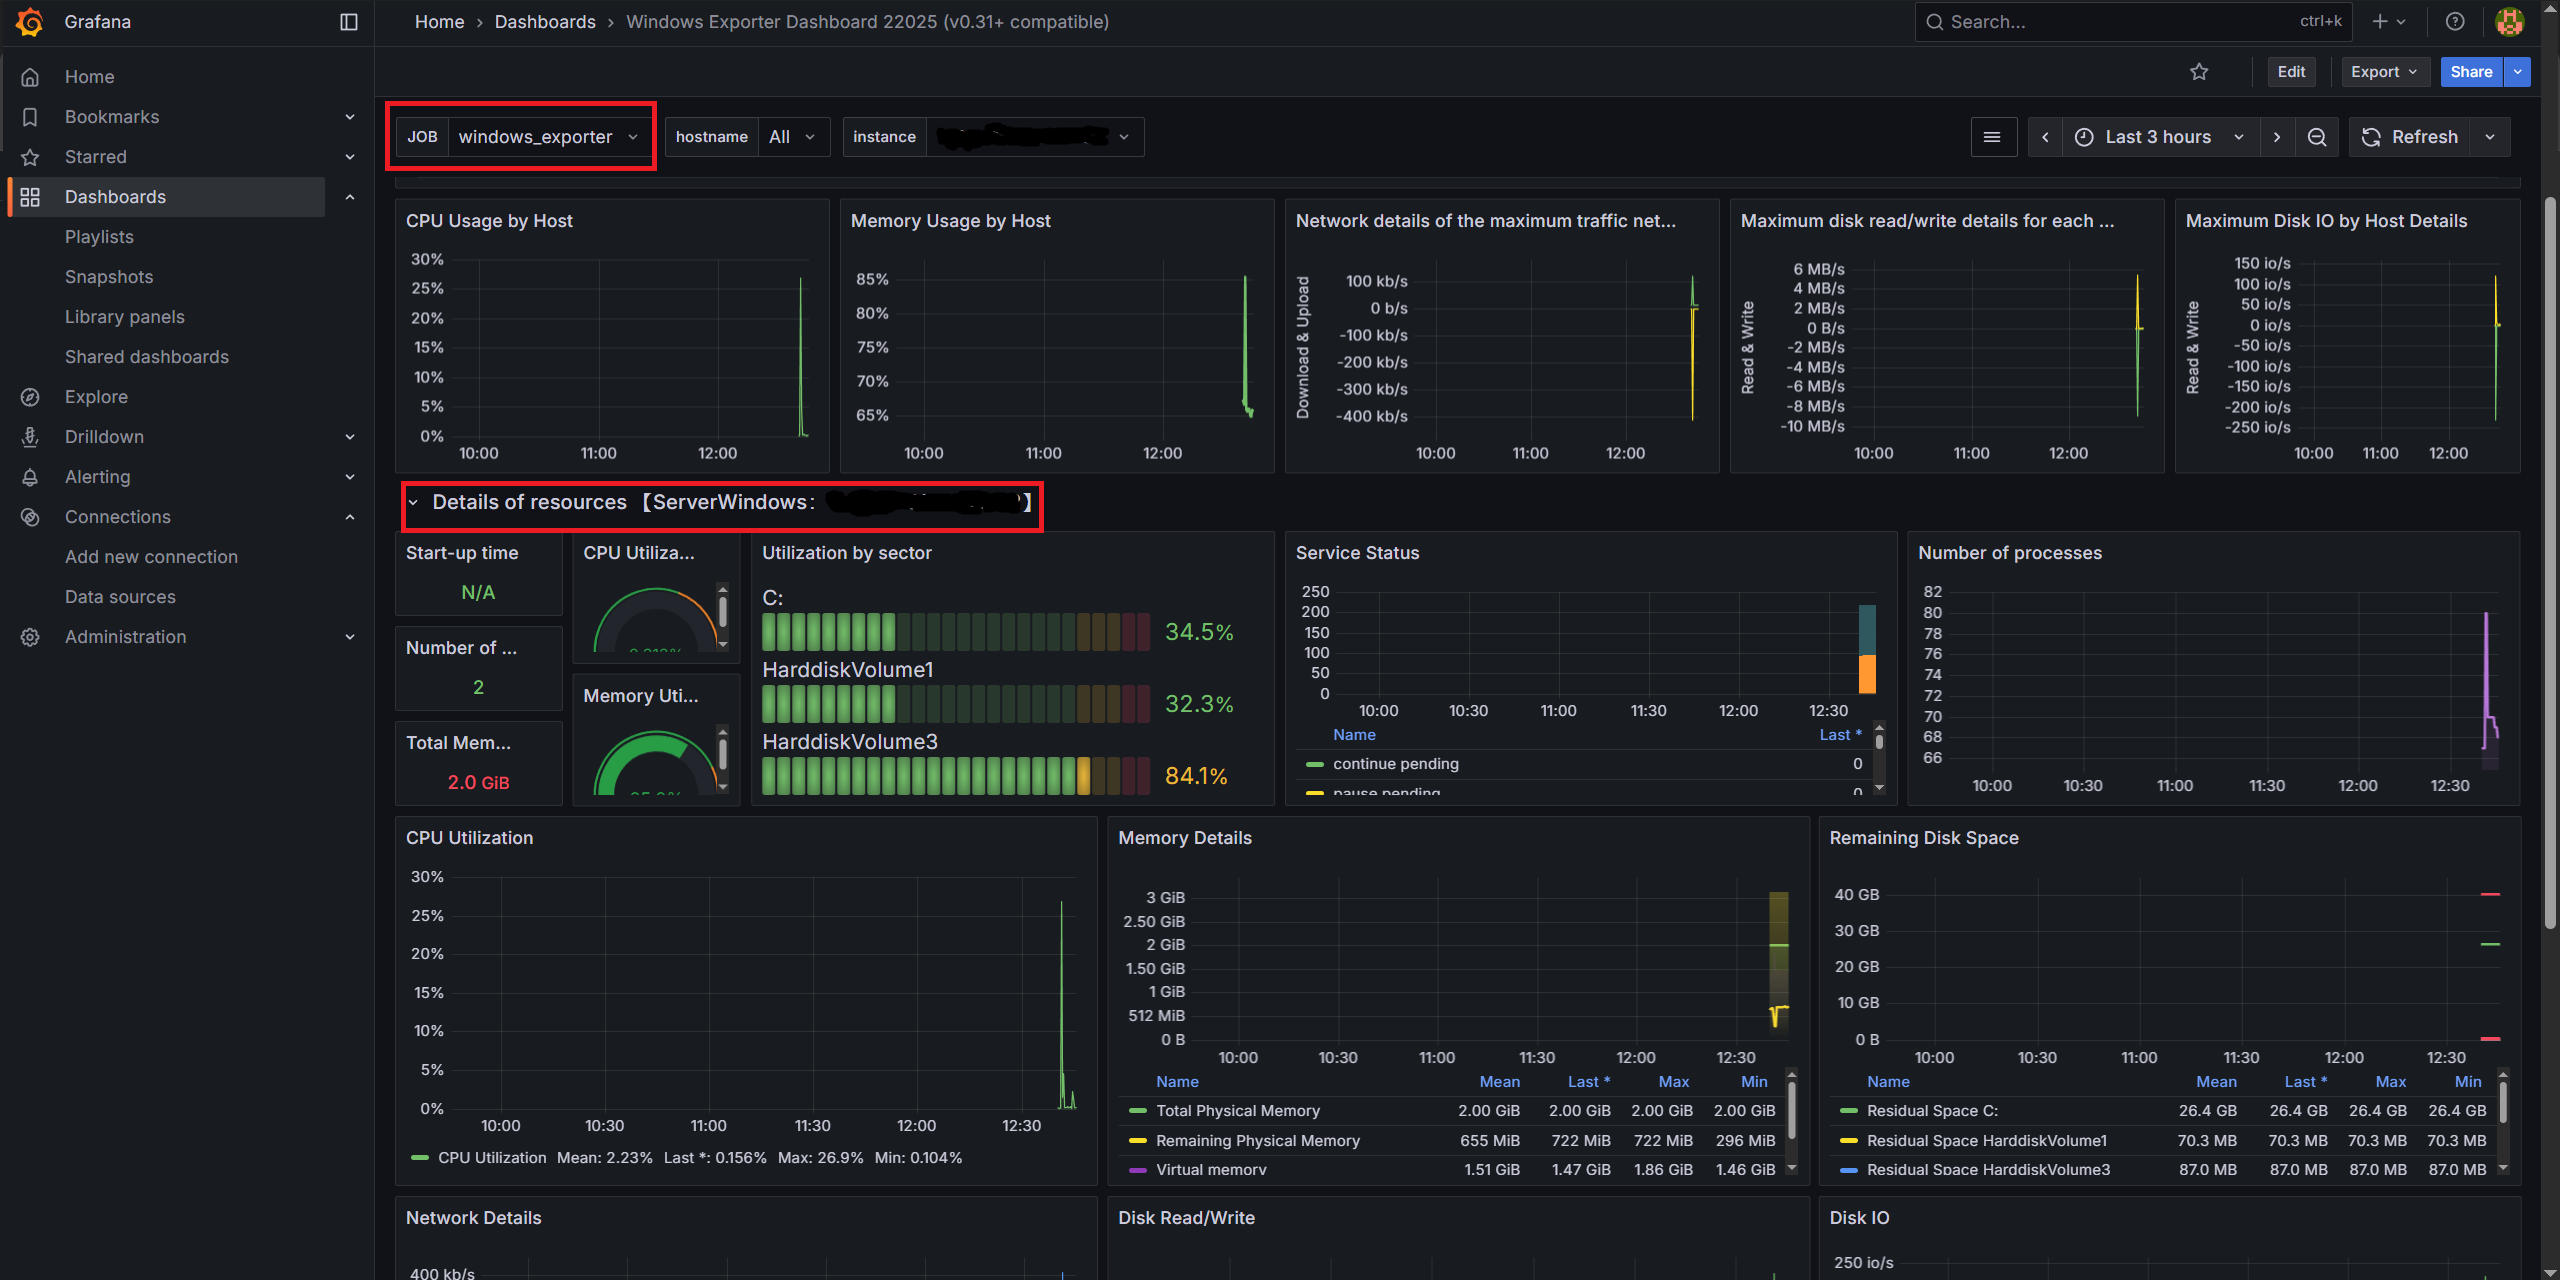 Grafana
Home › Dashboards › Windows Exporter Dashboard 22025 (v0.31+ compatible)
Search...
ctrl+k
Home
Bookmarks
Starred
Dashboards
Playlists
Snapshots
Library panels
Shared dashboards
Explore
Drilldown
Alerting
Connections
Add new connection
Data sources
Administration
Edit
Export
Share
JOB windows_exporter
hostname All
instance
Last 3 hours
Refresh
CPU Usage by Host
30%
25%
20%
15%
10%
5%
0%
10:00 11:00 12:00
Memory Usage by Host
85%
80%
75%
70%
65%
10:00 11:00 12:00
Network details of the maximum traffic net...
Download & Upload
100 kb/s
0 b/s
-100 kb/s
-200 kb/s
-300 kb/s
-400 kb/s
10:00 11:00 12:00
Maximum disk read/write details for each ...
Read & Write
6 MB/s
4 MB/s
2 MB/s
0 B/s
-2 MB/s
-4 MB/s
-6 MB/s
-8 MB/s
-10 MB/s
10:00 11:00 12:00
Maximum Disk IO by Host Details
Read & Write
150 io/s
100 io/s
50 io/s
0 io/s
-50 io/s
-100 io/s
-150 io/s
-200 io/s
-250 io/s
10:00 11:00 12:00
Details of resources 【ServerWindows: 】
Start-up time
N/A
Number of ...
2
Total Mem...
2.0 GiB
CPU Utiliza...
Memory Uti...
Utilization by sector
C:
34.5%
HarddiskVolume1
32.3%
HarddiskVolume3
84.1%
Service Status
250
200
150
100
50
0
10:00 10:30 11:00 11:30 12:00 12:30
Name Last *
continue pending 0
pause pending 0
Number of processes
82
80
78
76
74
72
70
68
66
10:00 10:30 11:00 11:30 12:00 12:30
CPU Utilization
30%
25%
20%
15%
10%
5%
0%
10:00 10:30 11:00 11:30 12:00 12:30
CPU Utilization Mean: 2.23% Last *: 0.156% Max: 26.9% Min: 0.104%
Memory Details
3 GiB
2.50 GiB
2 GiB
1.50 GiB
1 GiB
512 MiB
0 B
10:00 10:30 11:00 11:30 12:00 12:30
Name Mean Last * Max Min
Total Physical Memory 2.00 GiB 2.00 GiB 2.00 GiB 2.00 GiB
Remaining Physical Memory 655 MiB 722 MiB 722 MiB 296 MiB
Virtual memory 1.51 GiB 1.47 GiB 1.86 GiB 1.46 GiB
Remaining Disk Space
40 GB
30 GB
20 GB
10 GB
0 B
10:00 10:30 11:00 11:30 12:00 12:30
Name Mean Last * Max Min
Residual Space C: 26.4 GB 26.4 GB 26.4 GB 26.4 GB
Residual Space HarddiskVolume1 70.3 MB 70.3 MB 70.3 MB 70.3 MB
Residual Space HarddiskVolume3 87.0 MB 87.0 MB 87.0 MB 87.0 MB
Network Details
400 kb/s
Disk Read/Write
Disk IO
250 io/s